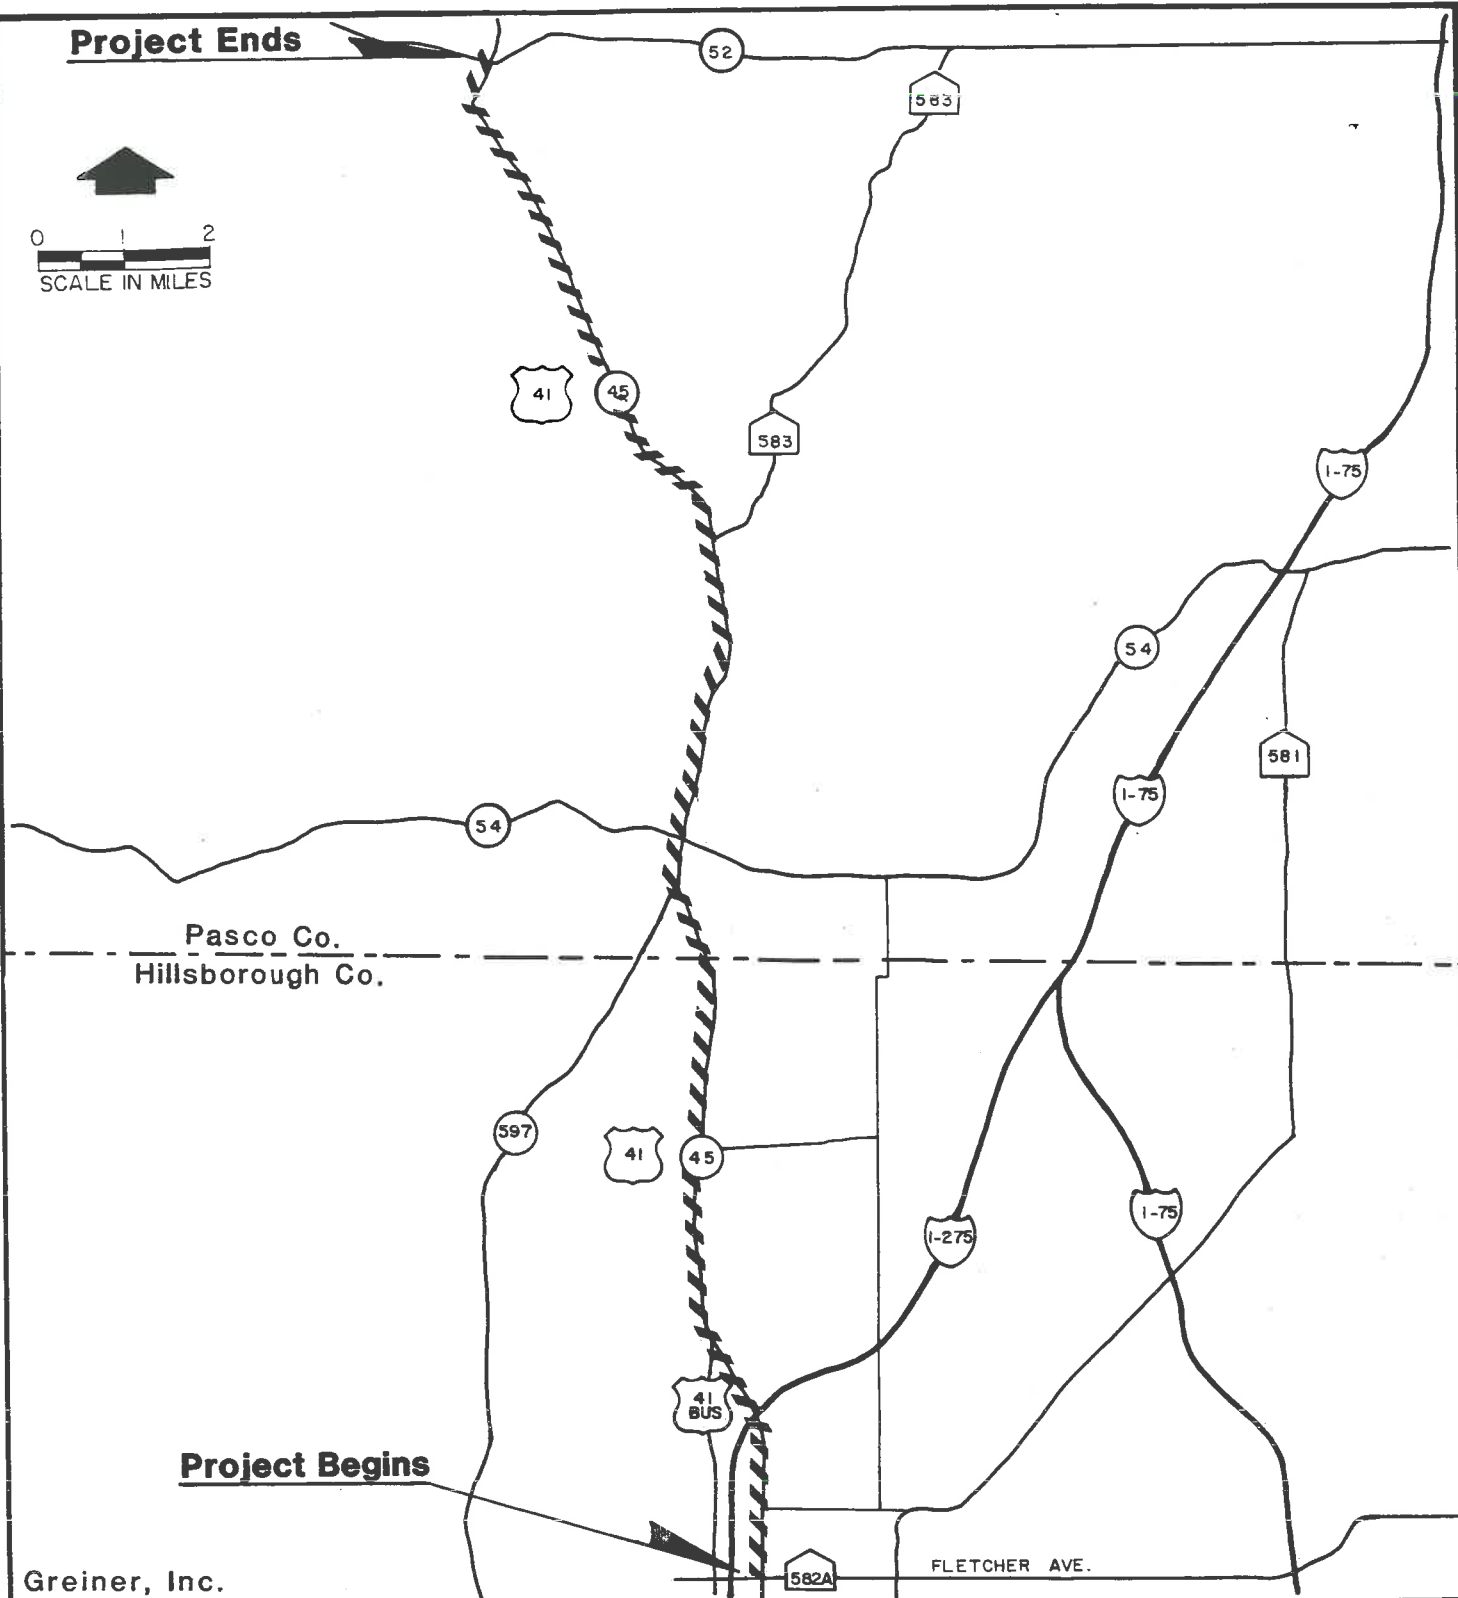 Project Ends
52
583
0 1 2
SCALE IN MILES
41
45
583
I-75
54
I-75
581
54
Pasco Co.
Hillsborough Co.
597
41
45
I-275
I-75
41
BUS
Project Begins
FLETCHER AVE.
582A
Greiner, Inc.